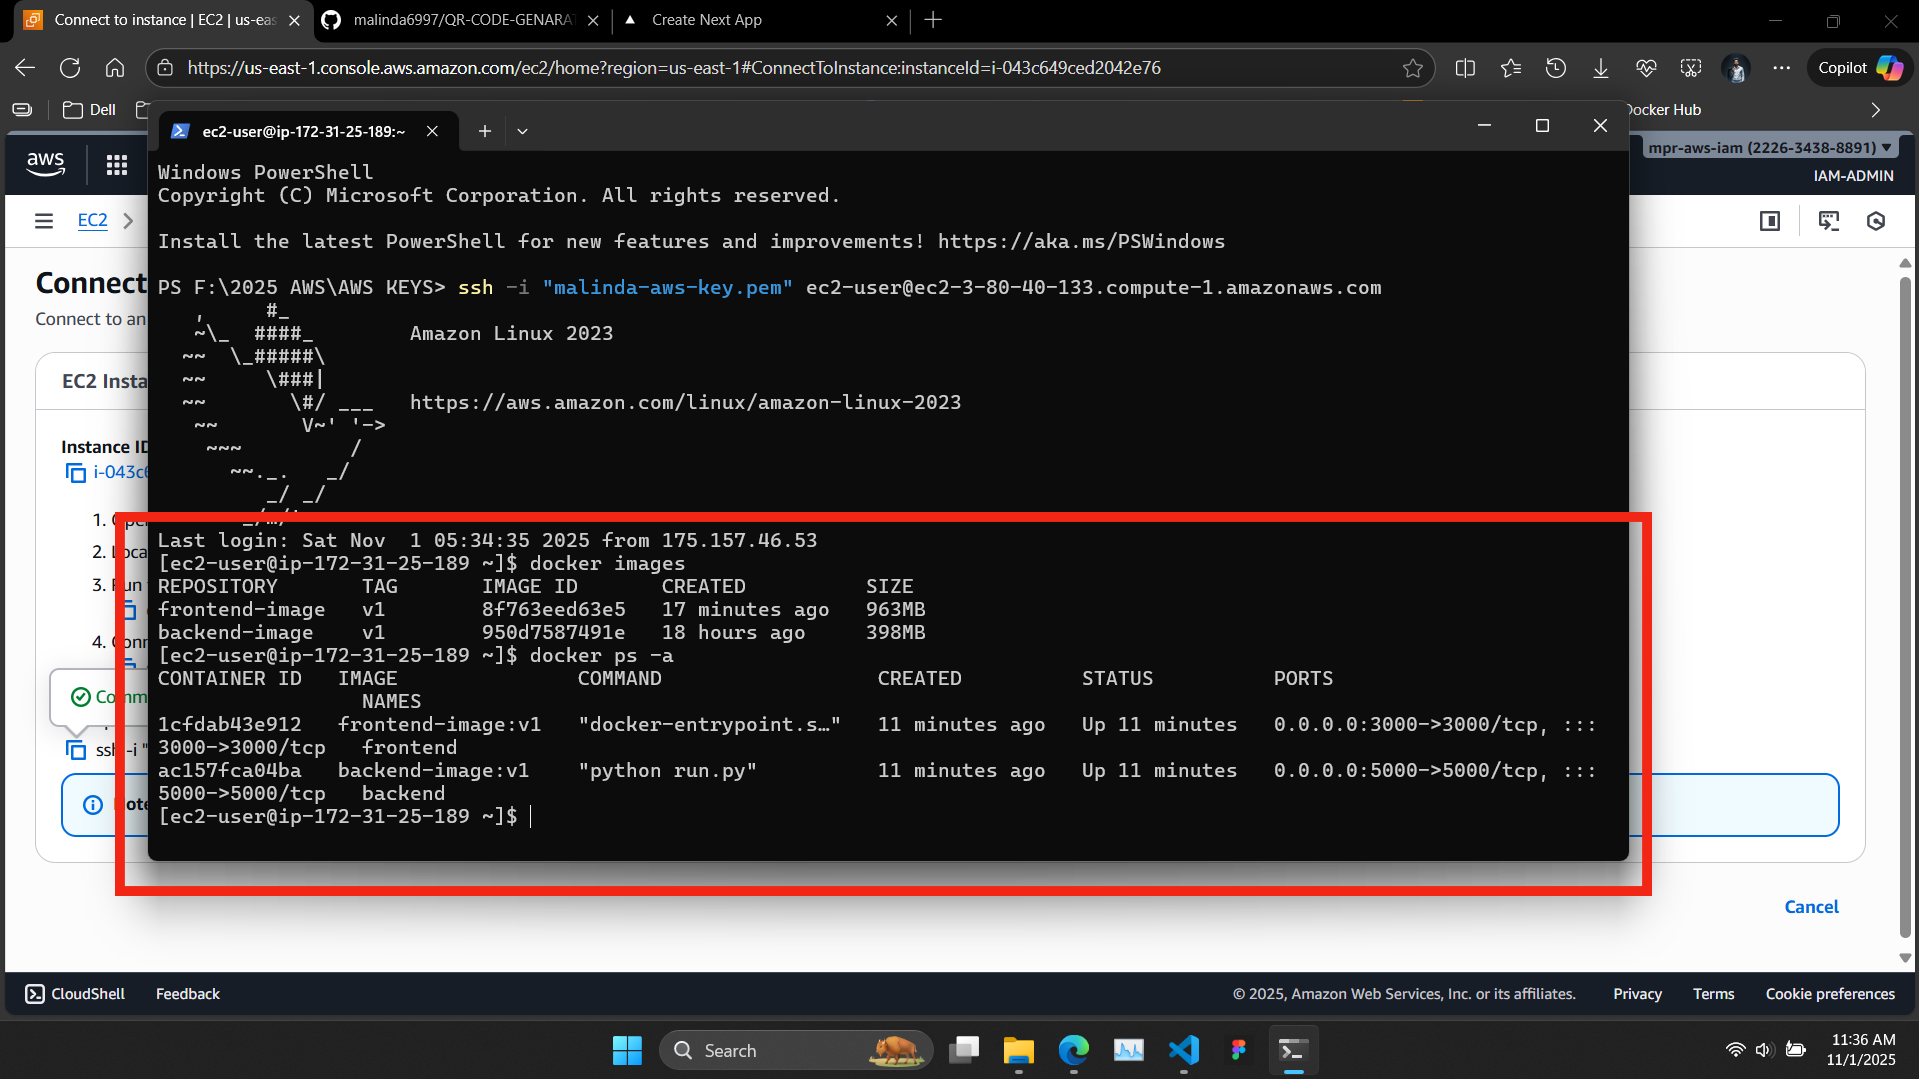 Connect to instance | EC2 | us-eas
malinda6997/QR-CODE-GENARAT
Create Next App
https://us-east-1.console.aws.amazon.com/ec2/home?region=us-east-1#ConnectToInstance:instanceId=i-043c649ced2042e76
Copilot
Dell
Docker Hub
ec2-user@ip-172-31-25-189:~
aws
mpr-aws-iam (2226-3438-8891)
IAM-ADMIN
EC2
Connect
Connect to an
EC2 Insta
Instance ID
i-043c6
1. Open
2. Loca
3. Run
4. Conn
Comm
ssh -i "
Note
Windows PowerShell
Copyright (C) Microsoft Corporation. All rights reserved.
Install the latest PowerShell for new features and improvements! https://aka.ms/PSWindows
PS F:\2025 AWS\AWS KEYS> ssh -i "malinda-aws-key.pem" ec2-user@ec2-3-80-40-133.compute-1.amazonaws.com
   ,     #_
   ~\_  ####_        Amazon Linux 2023
  ~~  \_#####\
  ~~     \###|
  ~~       \#/ ___   https://aws.amazon.com/linux/amazon-linux-2023
   ~~       V~' '->
    ~~~         /
      ~~._.   _/
         _/ _/
       _/m/'
Last login: Sat Nov  1 05:34:35 2025 from 175.157.46.53
[ec2-user@ip-172-31-25-189 ~]$ docker images
REPOSITORY       TAG       IMAGE ID       CREATED          SIZE
frontend-image   v1        8f763eed63e5   17 minutes ago   963MB
backend-image    v1        950d7587491e   18 hours ago     398MB
[ec2-user@ip-172-31-25-189 ~]$ docker ps -a
CONTAINER ID   IMAGE               COMMAND                  CREATED          STATUS          PORTS
                 NAMES
1cfdab43e912   frontend-image:v1   "docker-entrypoint.s…"   11 minutes ago   Up 11 minutes   0.0.0.0:3000->3000/tcp, :::
3000->3000/tcp   frontend
ac157fca04ba   backend-image:v1    "python run.py"          11 minutes ago   Up 11 minutes   0.0.0.0:5000->5000/tcp, :::
5000->5000/tcp   backend
[ec2-user@ip-172-31-25-189 ~]$
Cancel
CloudShell
Feedback
© 2025, Amazon Web Services, Inc. or its affiliates.
Privacy
Terms
Cookie preferences
Search
11:36 AM
11/1/2025